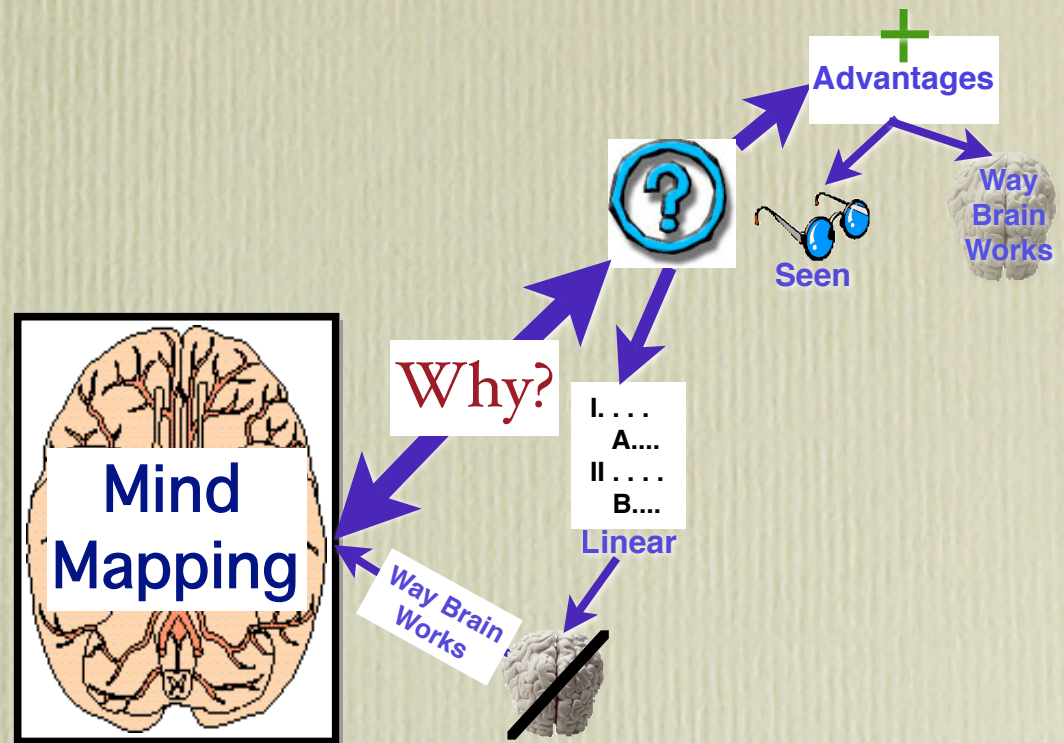 Advantages
Way
Brain
Works
?
Seen
Why?
I. . . .
A....
II . . . .
B....
Linear
Mind
Mapping
Way Brain
Works